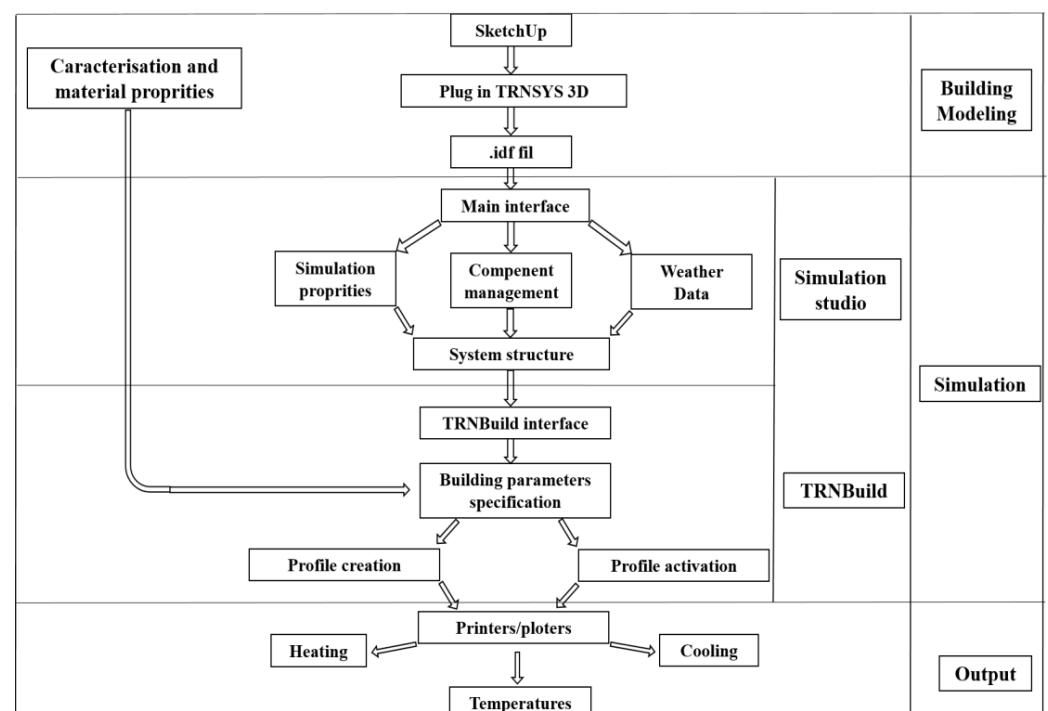 SketchUp
Caracterisation and
material proprities
Plug in TRNSYS 3D
Building
Modeling
.idf fil
Main interface
Simulation
proprities
Compenent
management
Weather
Data
Simulation
studio
System structure
Simulation
TRNBuild interface
Building parameters
specification
TRNBuild
Profile creation
Profile activation
Printers/ploters
Heating
Cooling
Output
Temperatures